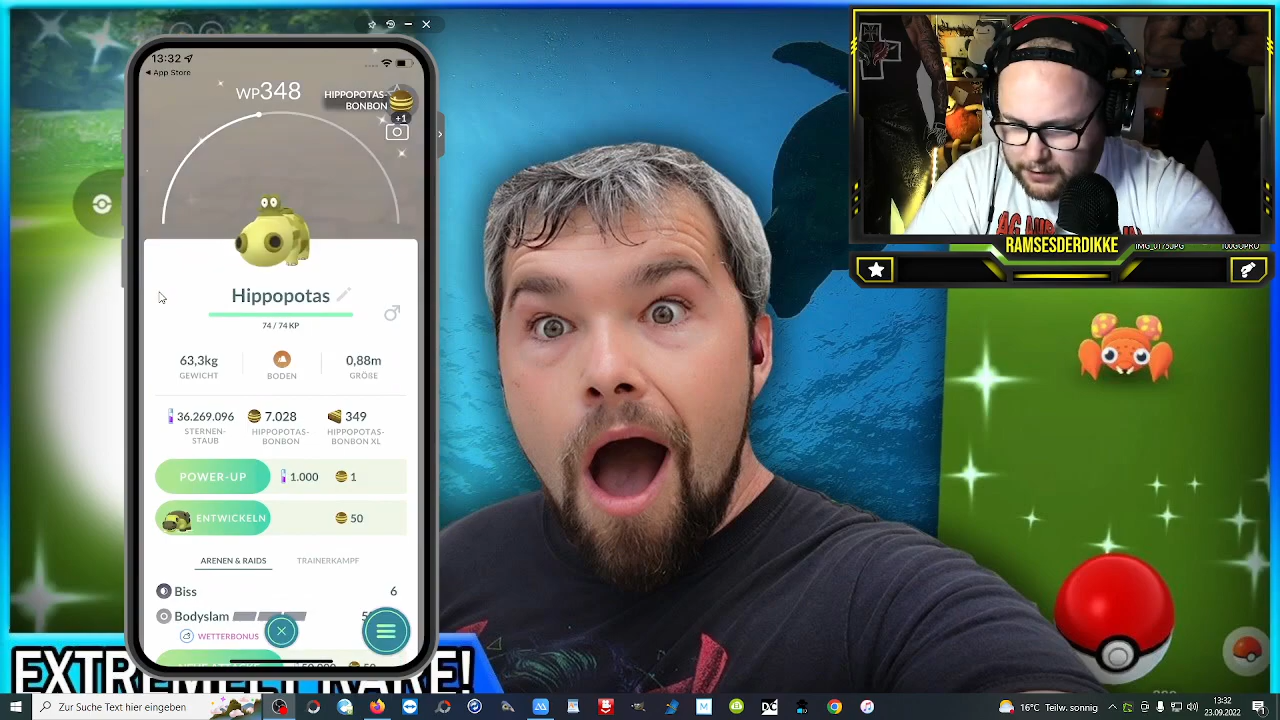 13:32
App Store
WP348
HIPPOPOTAS-
BONBON
+1
Hippopotas
74 / 74 KP
63,3kg
GEWICHT
BODEN
0,88m
GRÖßE
36.269.096
STERNEN-
STAUB
7.028
HIPPOPOTAS-
BONBON
349
HIPPOPOTAS-
BONBON XL
POWER-UP
1.000
1
ENTWICKELN
50
ARENEN & RAIDS
TRAINERKAMPF
Biss
6
Bodyslam
WETTERBONUS
RAMSESDERDIKKE
100GOPRO
Zur Suche Text hier eingeben
16°C Teilw. sonnig
13:32
23.09.2022